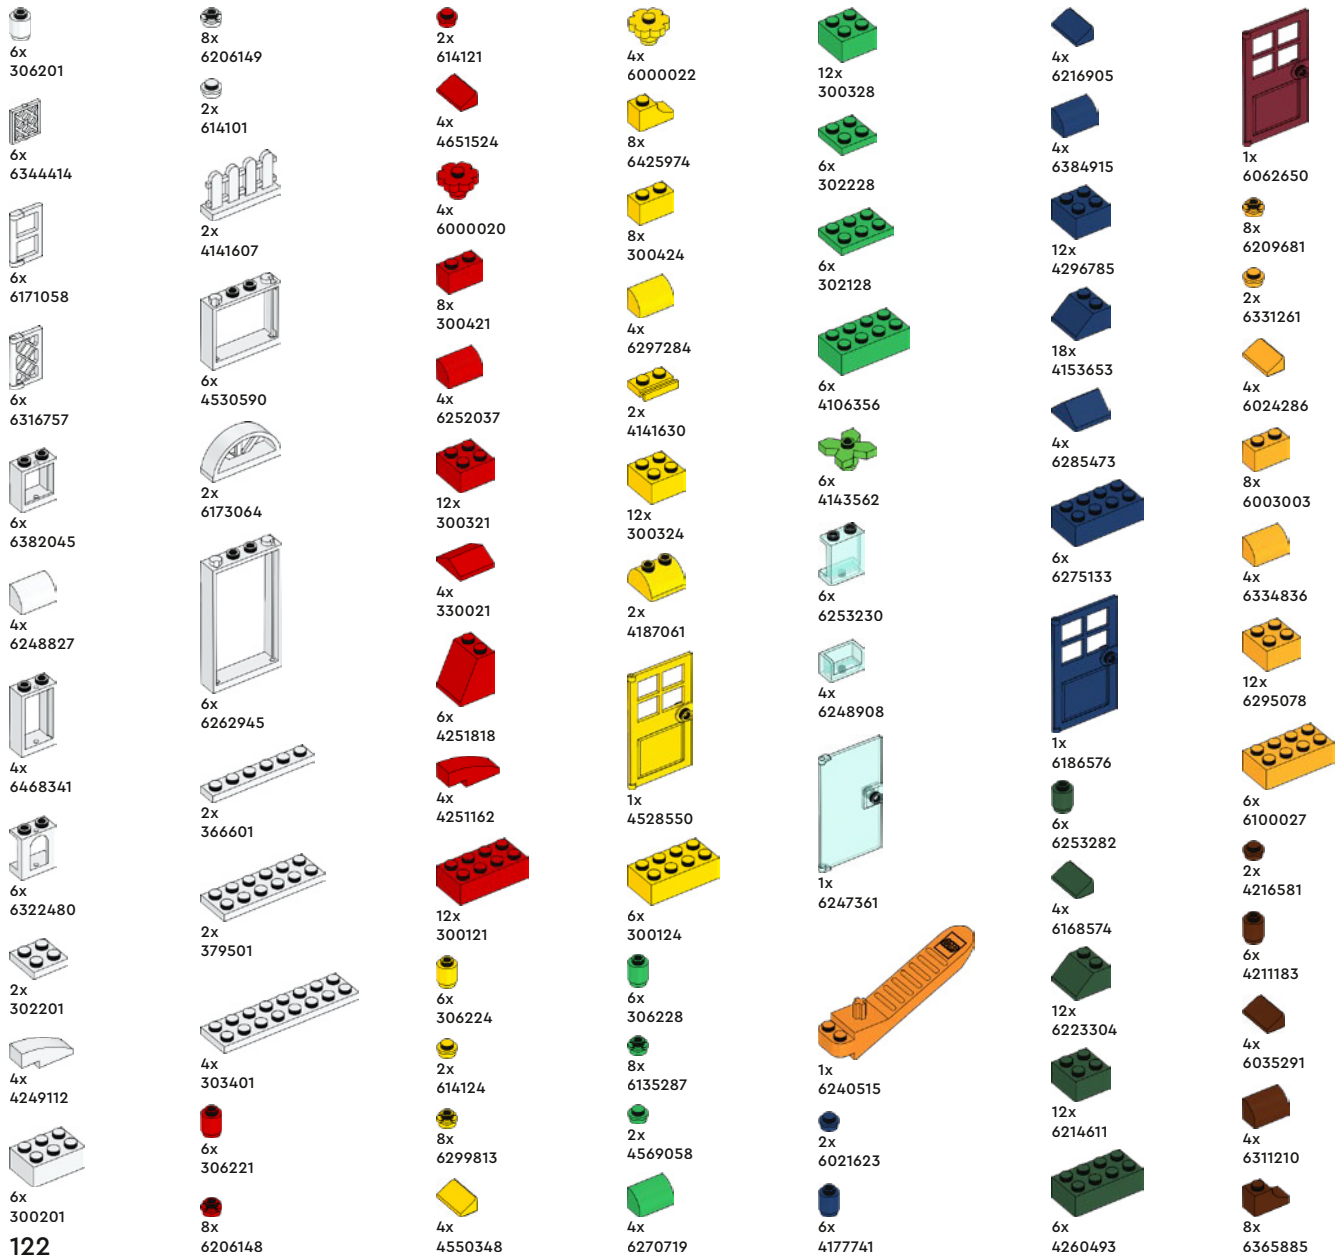 6x
306201
6x
6344414
6x
6171058
6x
6316757
6x
6382045
4x
6248827
4x
6468341
6x
6322480
2x
302201
4x
4249112
6x
300201
122
8x
6206149
2x
614101
2x
4141607
6x
4530590
2x
6173064
6x
6262945
2x
366601
2x
379501
4x
303401
6x
306221
8x
6206148
2x
614121
4x
4651524
4x
6000020
8x
300421
4x
6252037
12x
300321
4x
330021
6x
4251818
4x
4251162
12x
300121
6x
306224
2x
614124
8x
6299813
4x
4550348
4x
6000022
8x
6425974
8x
300424
4x
6297284
2x
4141630
12x
300324
2x
4187061
1x
4528550
6x
300124
6x
306228
8x
6135287
2x
4569058
4x
6270719
12x
300328
6x
302228
6x
302128
6x
4106356
6x
4143562
6x
6253230
4x
6248908
1x
6247361
1x
6240515
2x
6021623
6x
4177741
4x
6216905
4x
6384915
12x
4296785
18x
4153653
4x
6285473
6x
6275133
1x
6186576
6x
6253282
4x
6168574
12x
6223304
12x
6214611
6x
4260493
1x
6062650
8x
6209681
2x
6331261
4x
6024286
8x
6003003
4x
6334836
12x
6295078
6x
6100027
2x
4216581
6x
4211183
4x
6035291
4x
6311210
8x
6365885